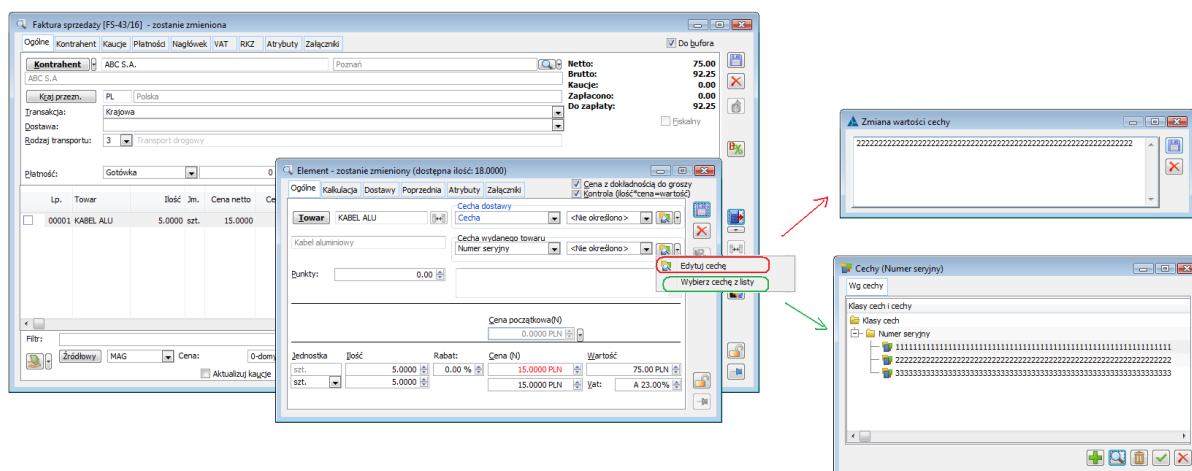 Faktura sprzedaży [FS-43/16] - zostanie zmieniona
Ogólne Kontrahent Kaucje Płatności Nagłówek VAT RKZ Atrybuty Załączniki
Do bufora
Kontrahent ABC S.A. Poznań
ABC S.A
Netto: 75.00
Brutto: 92.25
Kaucje: 0.00
Zapłacono: 0.00
Do zapłaty: 92.25
Fiskalny
Kraj przezn. PL Polska
Transakcja: Krajowa
Dostawa:
Rodzaj transportu: 3 Transport drogowy
Płatność: Gotówka 0
Lp. Towar Ilość Jm. Cena netto Ce
00001 KABEL ALU 5.0000 szt. 15.0000
Filtr:
Źródłowy MAG Cena: 0-dom
Aktualizuj kaucje
Element - zostanie zmieniony (dostępna ilość: 18.0000)
Ogólne Kalkulacja Dostawy Poprzednia Atrybuty Załączniki
Cena z dokładnością do groszy
Kontrola (ilość*cena=wartość)
Towar KABEL ALU
Cecha dostawy
Cecha <Nie określono>
Kabel aluminiowy
Cecha wydanego towaru
Numer seryjny <Nie określono>
Edytuj cechę
Wybierz cechę z listy
Punkty: 0.00
Cena początkowa(N)
0.0000 PLN
Jednostka Ilość Rabat: Cena (N) Wartość
szt. 5.0000 0.00 % 15.0000 PLN 75.00 PLN
szt. 5.0000 15.0000 PLN Vat: A 23.00%
Zmiana wartości cechy
Cechy (Numer seryjny)
Wg cechy
Klasy cech i cechy
Klasy cech
Numer seryjny